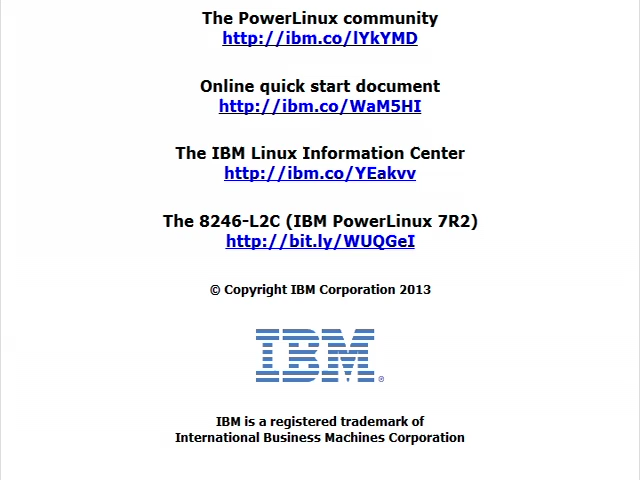 The PowerLinux community
http://ibm.co/lYkYMD
Online quick start document
http://ibm.co/WaM5HI
The IBM Linux Information Center
http://ibm.co/YEakvv
The 8246-L2C (IBM PowerLinux 7R2)
http://bit.ly/WUQGeI
© Copyright IBM Corporation 2013
IBM®
IBM is a registered trademark of
International Business Machines Corporation